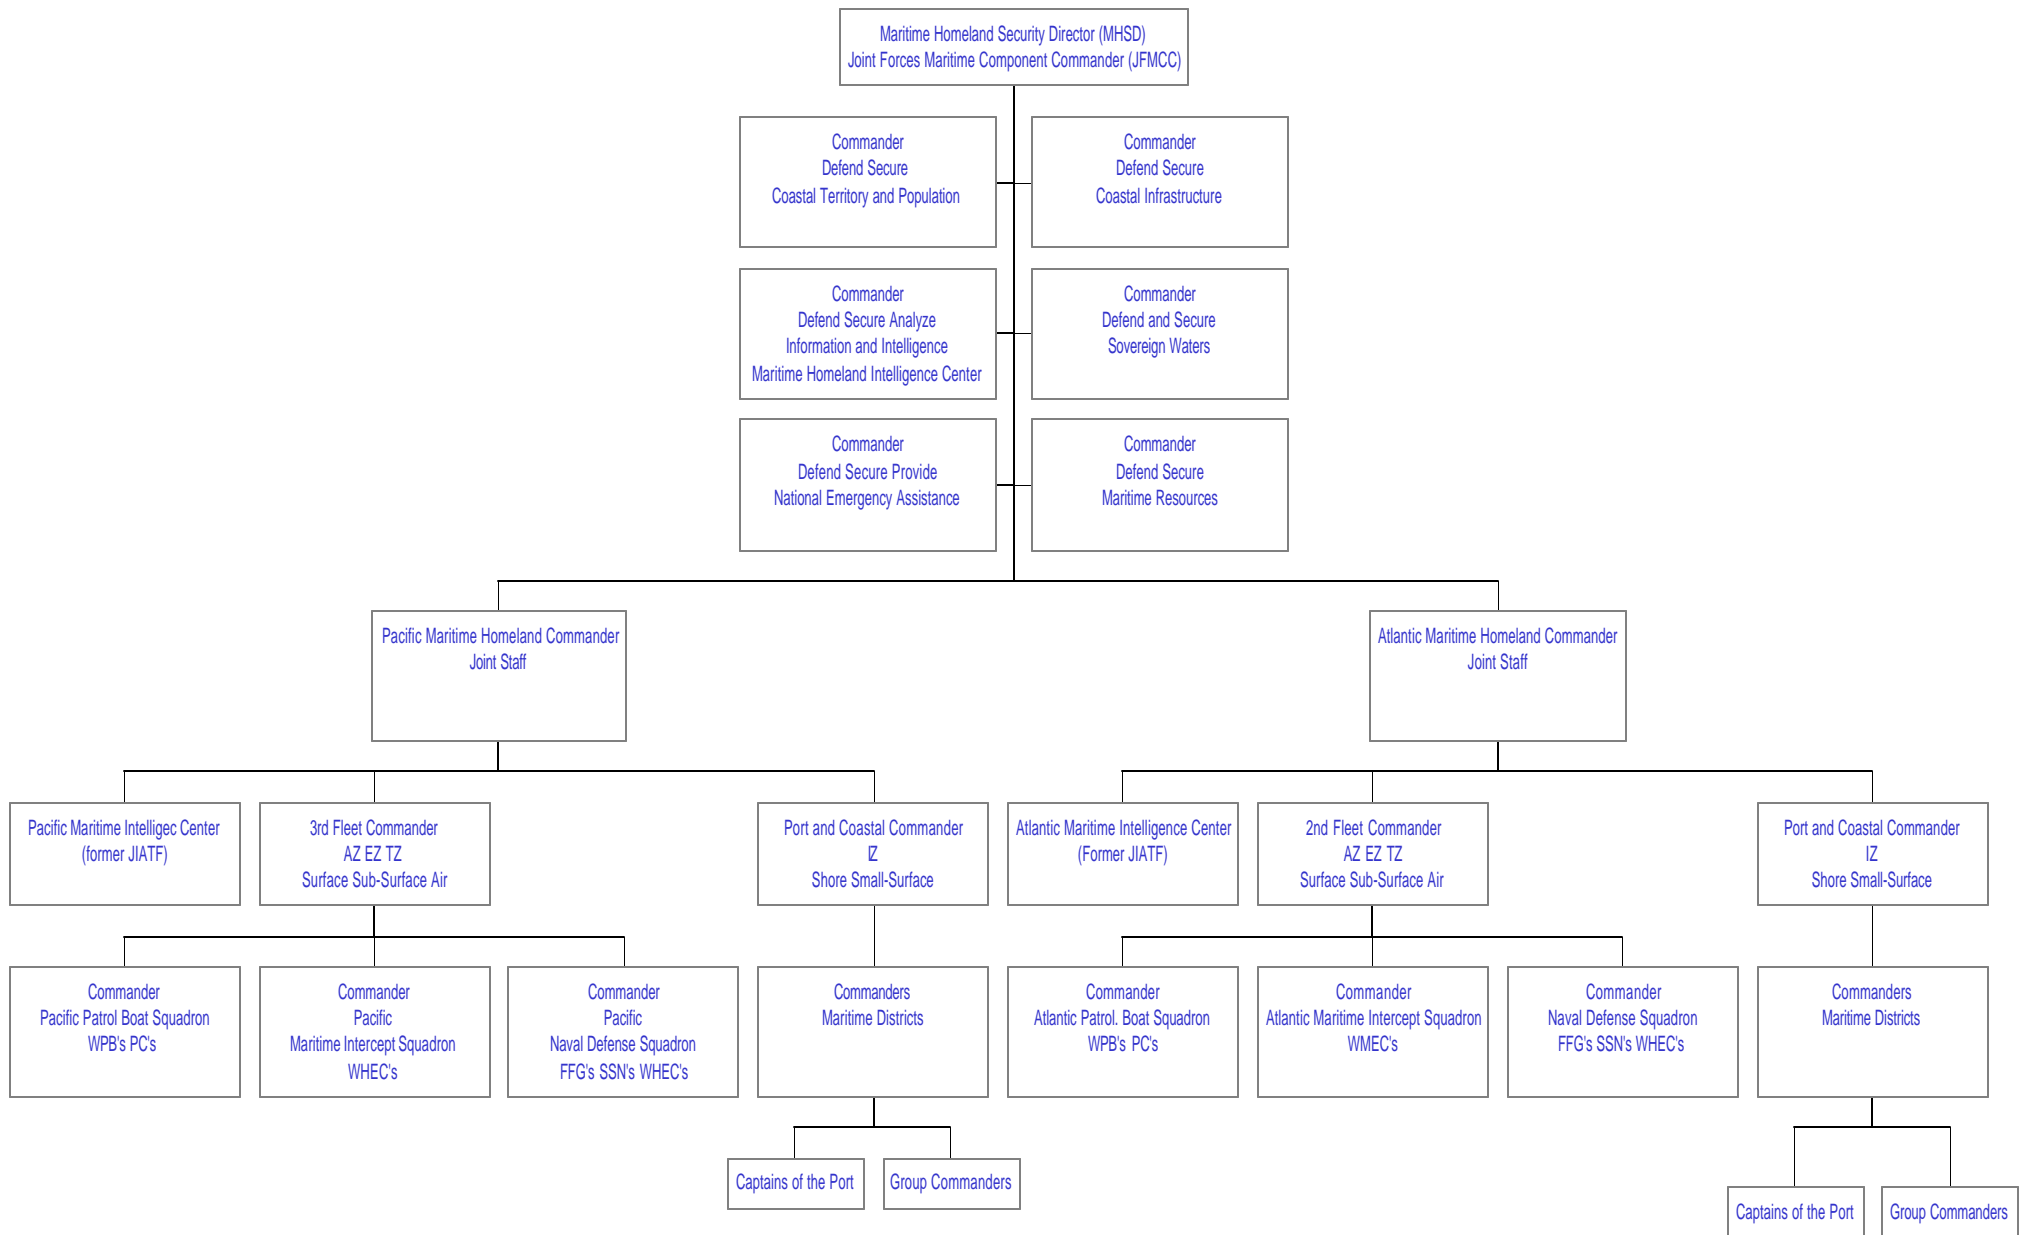 Maritime Homeland Security Director (MHSD)
Joint Forces Maritime Component Commander (JFMCC)
Commander
Defend Secure
Coastal Territory and Population
Commander
Defend Secure
Coastal Infrastructure
Commander
Defend Secure Analyze
Information and Intelligence
Maritime Homeland Intelligence Center
Commander
Defend and Secure
Sovereign Waters
Commander
Defend Secure Provide
National Emergency Assistance
Commander
Defend Secure
Maritime Resources
Pacific Maritime Homeland Commander
Joint Staff
Atlantic Maritime Homeland Commander
Joint Staff
Pacific Maritime Intelligec Center
(former JIATF)
3rd Fleet Commander
AZ EZ TZ
Surface Sub-Surface Air
Port and Coastal Commander
IZ
Shore Small-Surface
Atlantic Maritime Intelligence Center
(Former JIATF)
2nd Fleet Commander
AZ EZ TZ
Surface Sub-Surface Air
Port and Coastal Commander
IZ
Shore Small-Surface
Commander
Pacific Patrol Boat Squadron
WPB's PC's
Commander
Pacific
Maritime Intercept Squadron
WHEC's
Commander
Pacific
Naval Defense Squadron
FFG's SSN's WHEC's
Commanders
Maritime Districts
Commander
Atlantic Patrol. Boat Squadron
WPB's PC's
Commander
Atlantic Maritime Intercept Squadron
WMEC's
Commander
Naval Defense Squadron
FFG's SSN's WHEC's
Commanders
Maritime Districts
Captains of the Port
Group Commanders
Captains of the Port
Group Commanders